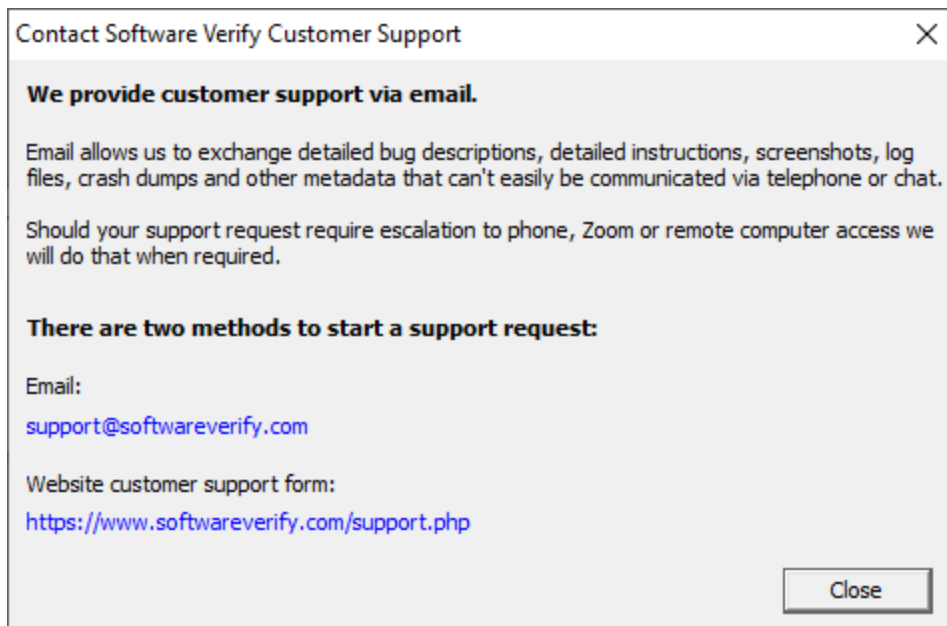 Contact Software Verify Customer Support
We provide customer support via email.
Email allows us to exchange detailed bug descriptions, detailed instructions, screenshots, log
files, crash dumps and other metadata that can't easily be communicated via telephone or chat.
Should your support request require escalation to phone, Zoom or remote computer access we
will do that when required.
There are two methods to start a support request:
Email:
support@softwareverify.com
Website customer support form:
https://www.softwareverify.com/support.php
Close